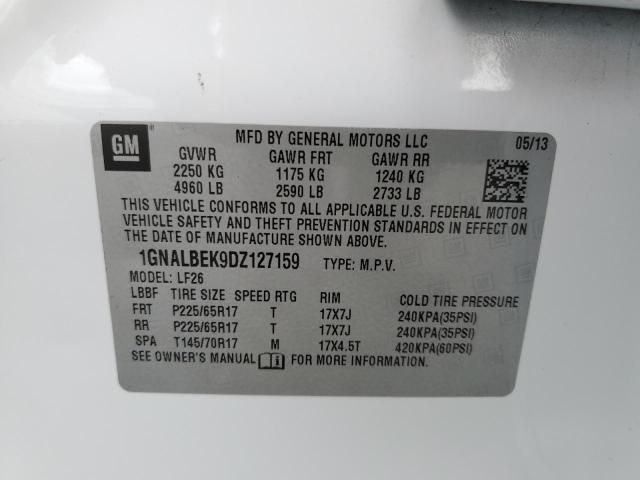 GM
MFD BY GENERAL MOTORS LLC 05/13
GVWR GAWR FRT GAWR RR
2250 KG 1175 KG 1240 KG
4960 LB 2590 LB 2733 LB
THIS VEHICLE CONFORMS TO ALL APPLICABLE U.S. FEDERAL MOTOR
VEHICLE SAFETY AND THEFT PREVENTION STANDARDS IN EFFECT ON
THE DATE OF MANUFACTURE SHOWN ABOVE.
1GNALBEK9DZ127159 TYPE: M.P.V.
MODEL: LF26
LBBF TIRE SIZE SPEED RTG RIM COLD TIRE PRESSURE
FRT P225/65R17 T 17X7J 240KPA(35PSI)
RR P225/65R17 T 17X7J 240KPA(35PSI)
SPA T145/70R17 M 17X4.5T 420KPA(60PSI)
SEE OWNER'S MANUAL FOR MORE INFORMATION.